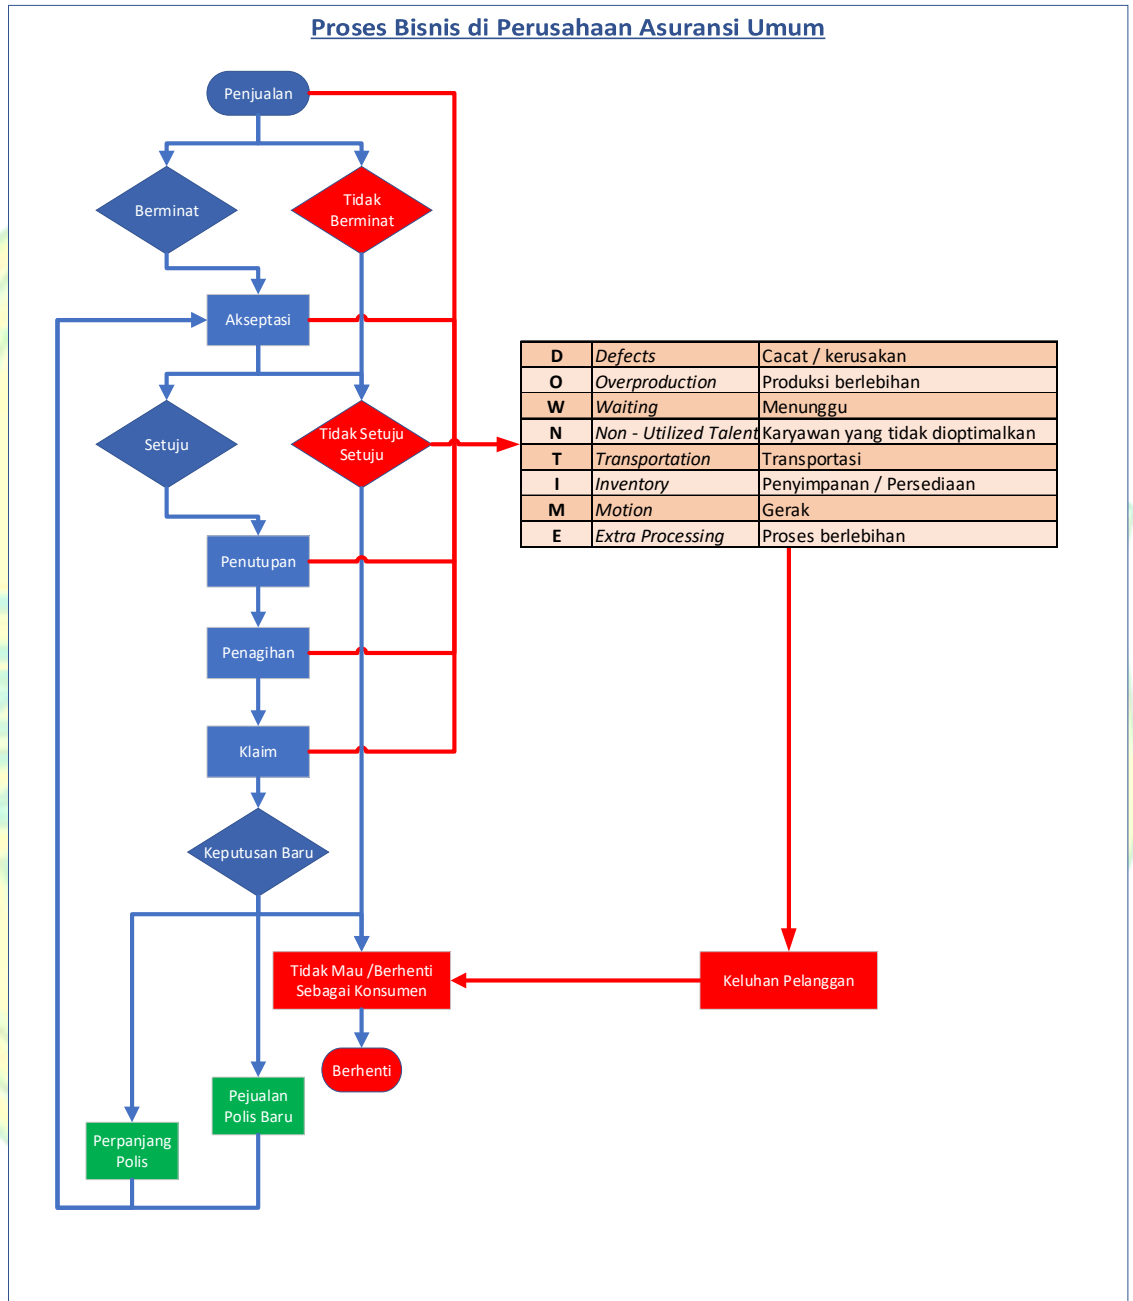 Proses Bisnis di Perusahaan Asuransi Umum
Penjualan
Berminat
Tidak
Berminat
Akseptasi
Setuju
Tidak Setuju
Setuju
D Defects Cacat / kerusakan
O Overproduction Produksi berlebihan
W Waiting Menunggu
N Non - Utilized Talent Karyawan yang tidak dioptimalkan
T Transportation Transportasi
I Inventory Penyimpanan / Persediaan
M Motion Gerak
E Extra Processing Proses berlebihan
Penutupan
Penagihan
Klaim
Keputusan Baru
Tidak Mau /Berhenti
Sebagai Konsumen
Keluhan Pelanggan
Berhenti
Pejualan
Polis Baru
Perpanjang
Polis